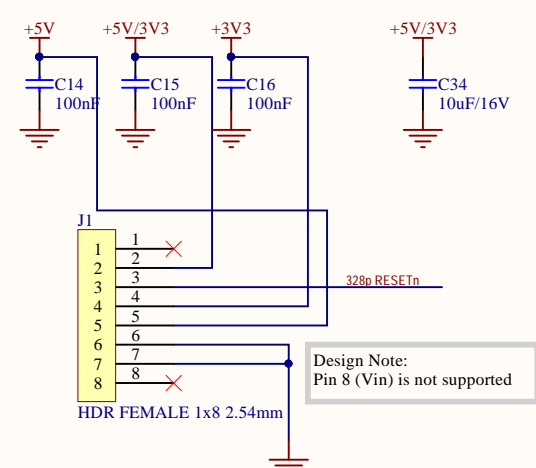 +5V +5V/3V3 +3V3 +5V/3V3
C14 C15 C16 C34
100nF 100nF 100nF 10uF/16V
J1
1 1
2 2
3 3 328p RESETn
4 4
5 5
6 6
7 7
8 8
Design Note:
Pin 8 (Vin) is not supported
HDR FEMALE 1x8 2.54mm